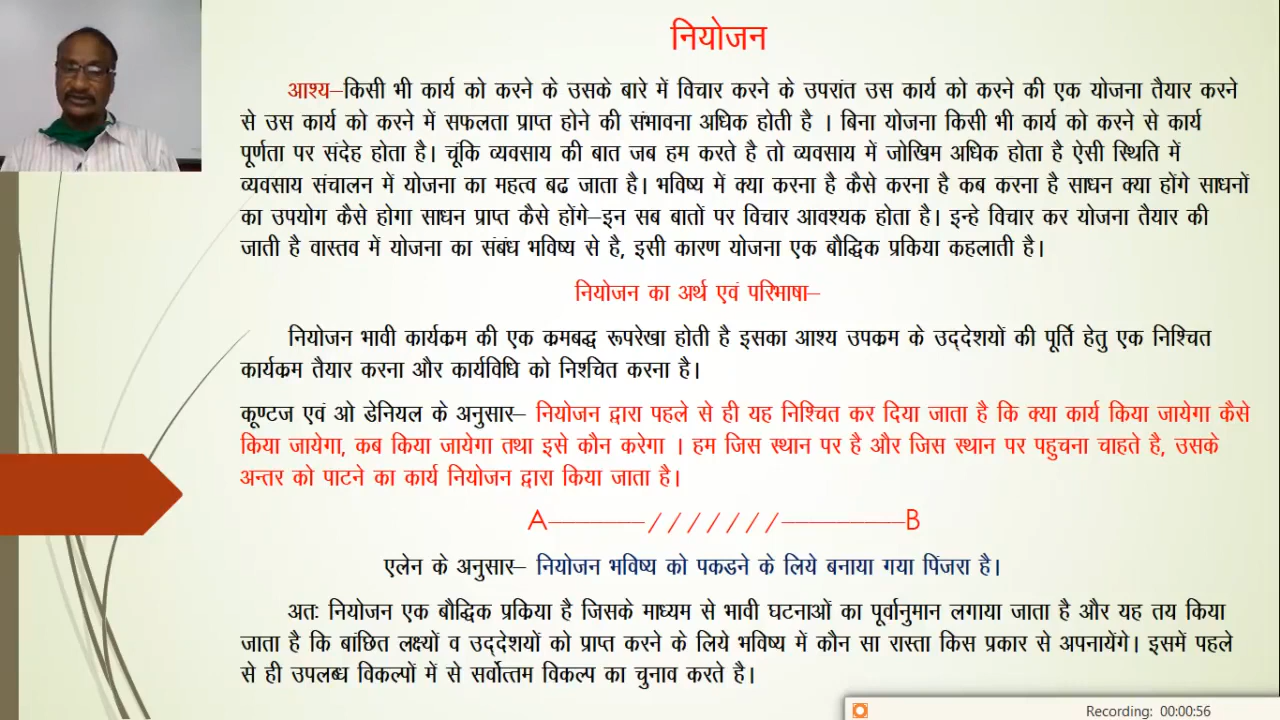 नियोजन
आश्य–किसी भी कार्य को करने के उसके बारे में विचार करने के उपरांत उस कार्य को करने की एक योजना तैयार करने
से उस कार्य को करने में सफलता प्राप्त होने की संभावना अधिक होती है । बिना योजना किसी भी कार्य को करने से कार्य
पूर्णता पर संदेह होता है। चूंकि व्यवसाय की बात जब हम करते है तो व्यवसाय में जोखिम अधिक होता है ऐसी स्थिति में
व्यवसाय संचालन में योजना का महत्व बढ जाता है। भविष्य में क्या करना है कैसे करना है कब करना है साधन क्या होंगे साधनों
का उपयोग कैसे होगा साधन प्राप्त कैसे होंगे–इन सब बातों पर विचार आवश्यक होता है। इन्हे विचार कर योजना तैयार की
जाती है वास्तव में योजना का संबंध भविष्य से है, इसी कारण योजना एक बौद्धिक प्रकिया कहलाती है।
नियोजन का अर्थ एवं परिभाषा–
नियोजन भावी कार्यकम की एक कमबद्ध रूपरेखा होती है इसका आश्य उपकम के उद्देशयों की पूर्ति हेतु एक निश्चित
कार्यकम तैयार करना और कार्यविधि को निश्चित करना है।
कूण्टज एवं ओ डेनियल के अनुसार– नियोजन द्वारा पहले से ही यह निश्चित कर दिया जाता है कि क्या कार्य किया जायेगा कैसे
किया जायेगा, कब किया जायेगा तथा इसे कौन करेगा । हम जिस स्थान पर है और जिस स्थान पर पहुचना चाहते है, उसके
अन्तर को पाटने का कार्य नियोजन द्वारा किया जाता है।
A–––––––///////–––––––––B
एलेन के अनुसार– नियोजन भविष्य को पकडने के लिये बनाया गया पिंजरा है।
अतः नियोजन एक बौद्धिक प्रक्रिया है जिसके माध्यम से भावी घटनाओं का पूर्वानुमान लगाया जाता है और यह तय किया
जाता है कि बांछित लक्ष्यों व उद्देशयों को प्राप्त करने के लिये भविष्य में कौन सा रास्ता किस प्रकार से अपनायेंगे। इसमें पहले
से ही उपलब्ध विकल्पों में से सर्वोत्तम विकल्प का चुनाव करते है।
Recording: 00:00:56